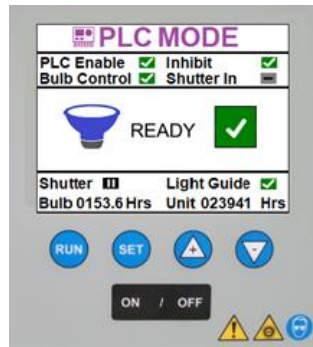 PLC MODE
PLC Enable Inhibit
Bulb Control Shutter In
READY
Shutter Light Guide
Bulb 0153.6 Hrs Unit 023941 Hrs
RUN SET + -
ON / OFF